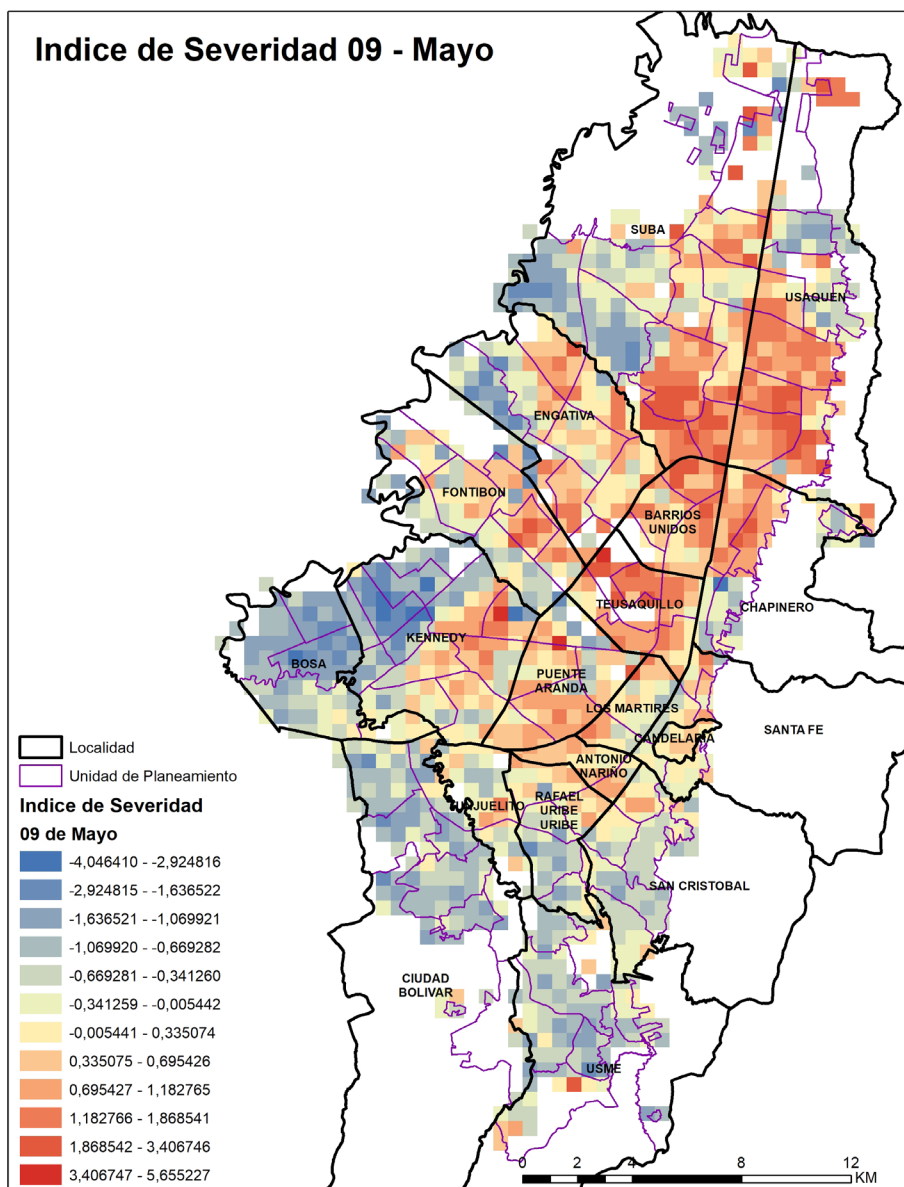 Indice de Severidad 09 - Mayo
SUBA
USAQUEN
ENGATIVA
FONTIBON
BARRIOS
UNIDOS
TEUSAQUILLO
CHAPINERO
KENNEDY
BOSA
PUENTE
ARANDA
LOS MARTIRES
SANTA FE
CANDELARIA
ANTONIO
NARIÑO
RAFAEL
URIBE
URIBE
TUNJUELITO
SAN CRISTOBAL
CIUDAD
BOLIVAR
USME
Localidad
Unidad de Planeamiento
Indice de Severidad
09 de Mayo
-4,046410 - -2,924816
-2,924815 - -1,636522
-1,636521 - -1,069921
-1,069920 - -0,669282
-0,669281 - -0,341260
-0,341259 - -0,005442
-0,005441 - 0,335074
0,335075 - 0,695426
0,695427 - 1,182765
1,182766 - 1,868541
1,868542 - 3,406746
3,406747 - 5,655227
0 2 4 8 12
KM